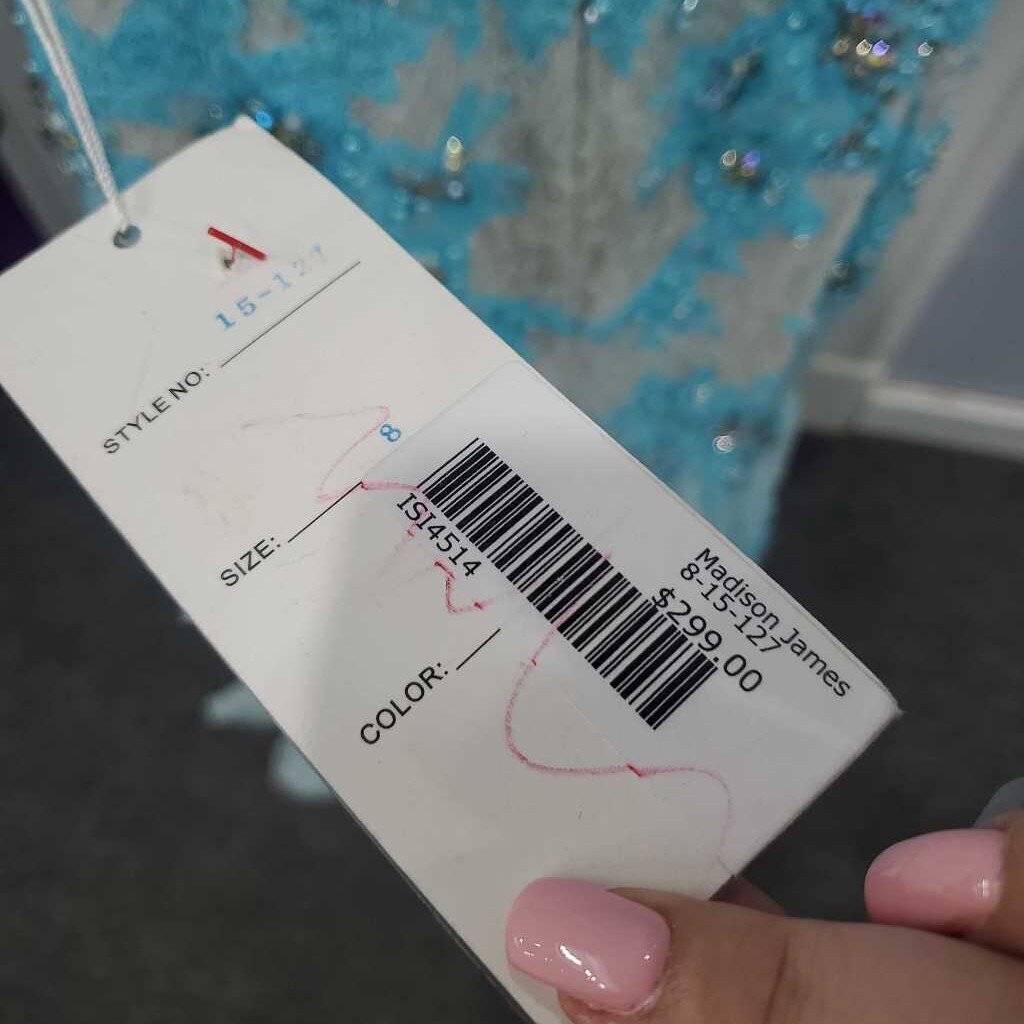 15-127
STYLE NO:
8
SIZE:
COLOR:
ISI4514
Madison James
8-15-127
$299.00